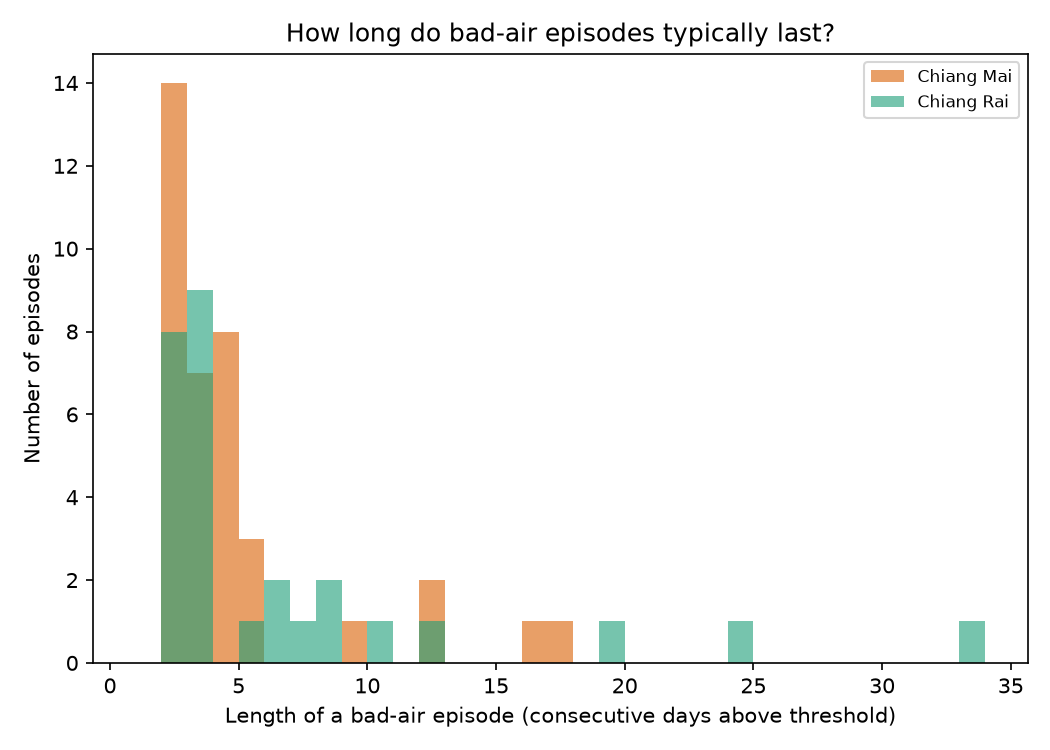 How long do bad-air episodes typically last?
Chiang Mai
Chiang Rai
Number of episodes
14
12
10
8
6
4
2
0
0 5 10 15 20 25 30 35
Length of a bad-air episode (consecutive days above threshold)